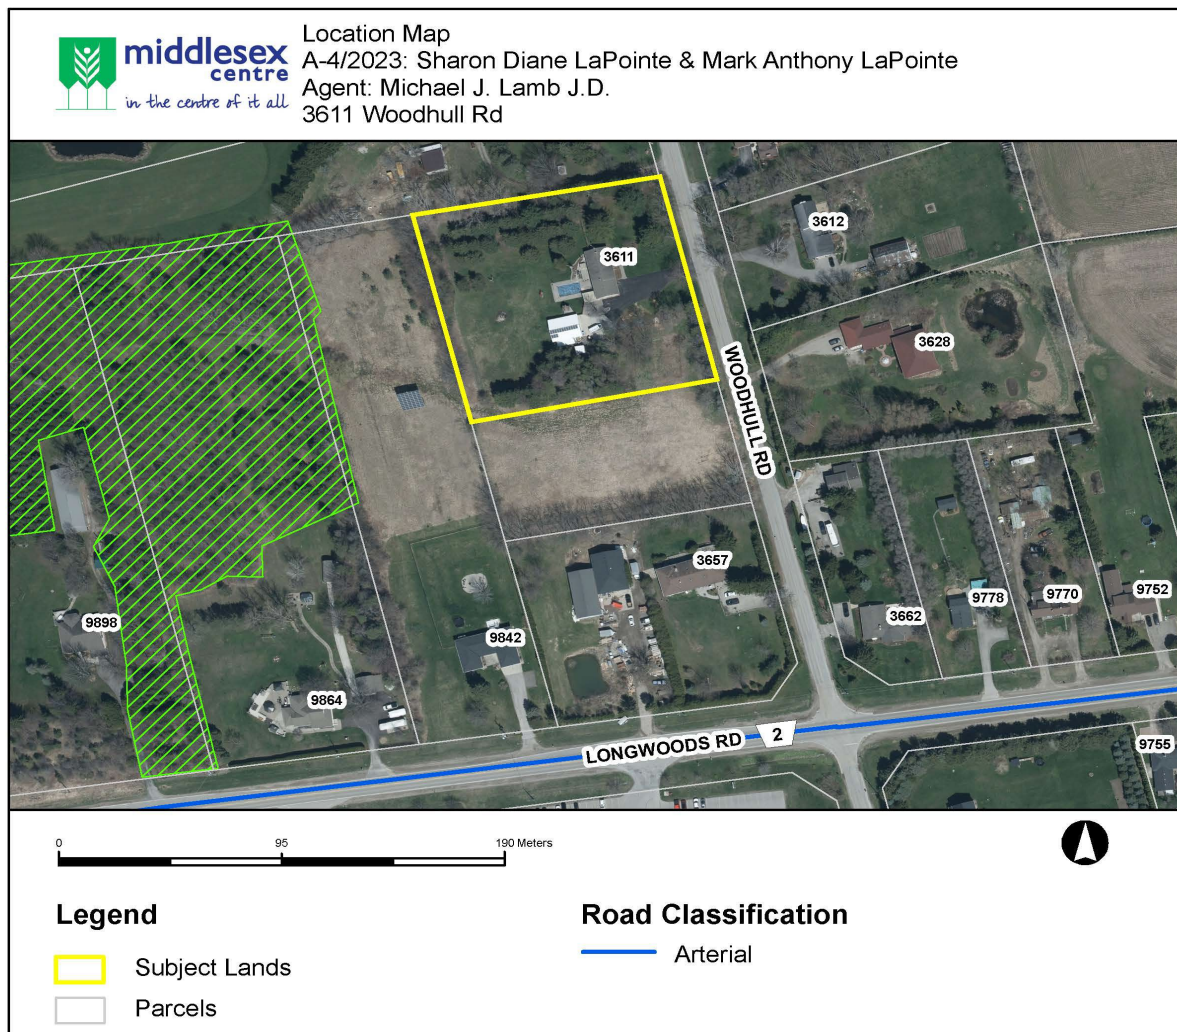 middlesex
centre
in the centre of it all
Location Map
A-4/2023: Sharon Diane LaPointe & Mark Anthony LaPointe
Agent: Michael J. Lamb J.D.
3611 Woodhull Rd
3612
3611
3628
WOODHULL RD
3657
9752
9770
9778
3662
9898
9842
9864
LONGWOODS RD
2
9755
0
95
190 Meters
Legend
Subject Lands
Parcels
Road Classification
Arterial